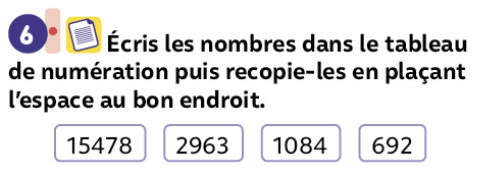 6 Écris les nombres dans le tableau
de numération puis recopie-les en plaçant
l'espace au bon endroit.
15478 2963 1084 692